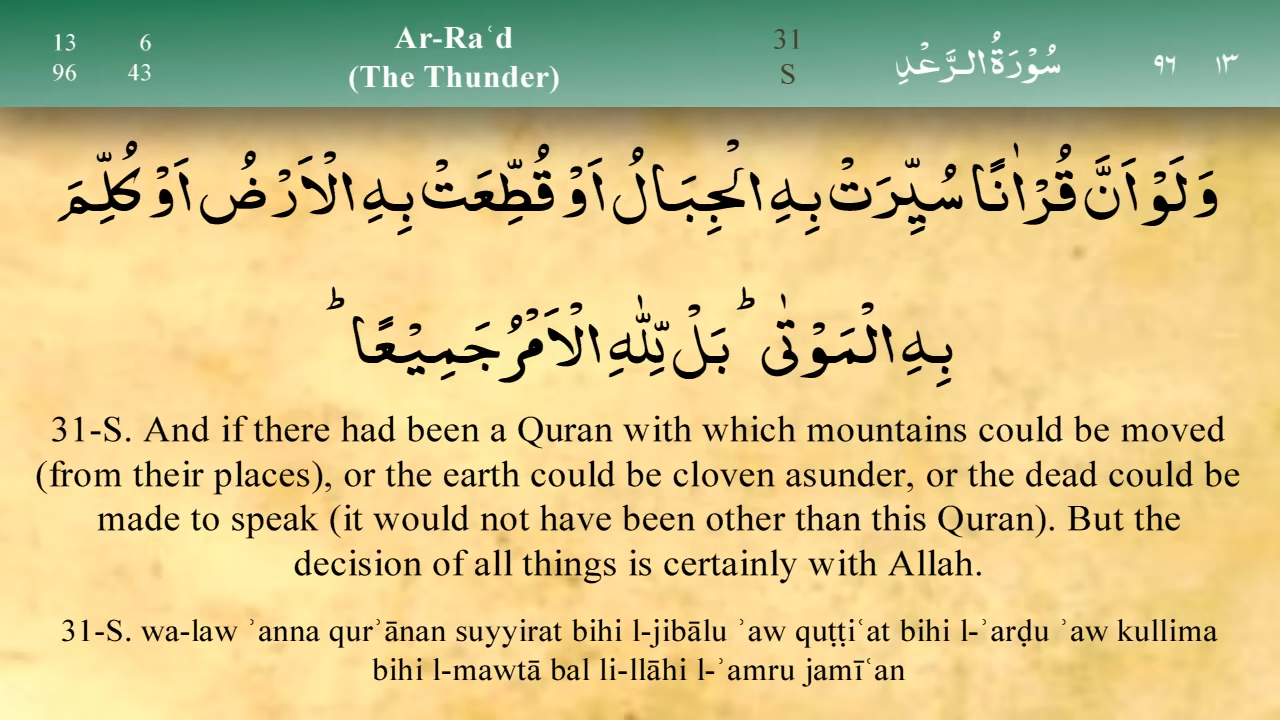 13 6
96 43
Ar-Raʿd
(The Thunder)
31
S
سُوْرَةُ الرَّعْدِ
٩٦ ١٣
وَلَوْ اَنَّ قُرْاٰنًا سُيِّرَتْ بِهِ الْجِبَالُ اَوْ قُطِّعَتْ بِهِ الْاَرْضُ اَوْ كُلِّمَ
بِهِ الْمَوْتٰىؕ بَلْ لِّلّٰهِ الْاَمْرُ جَمِيْعًاؕ
31-S. And if there had been a Quran with which mountains could be moved
(from their places), or the earth could be cloven asunder, or the dead could be
made to speak (it would not have been other than this Quran). But the
decision of all things is certainly with Allah.
31-S. wa-law ʾanna qurʾānan suyyirat bihi l-jibālu ʾaw quṭṭiʿat bihi l-ʾarḍu ʾaw kullima
bihi l-mawtā bal li-llāhi l-ʾamru jamīʿan